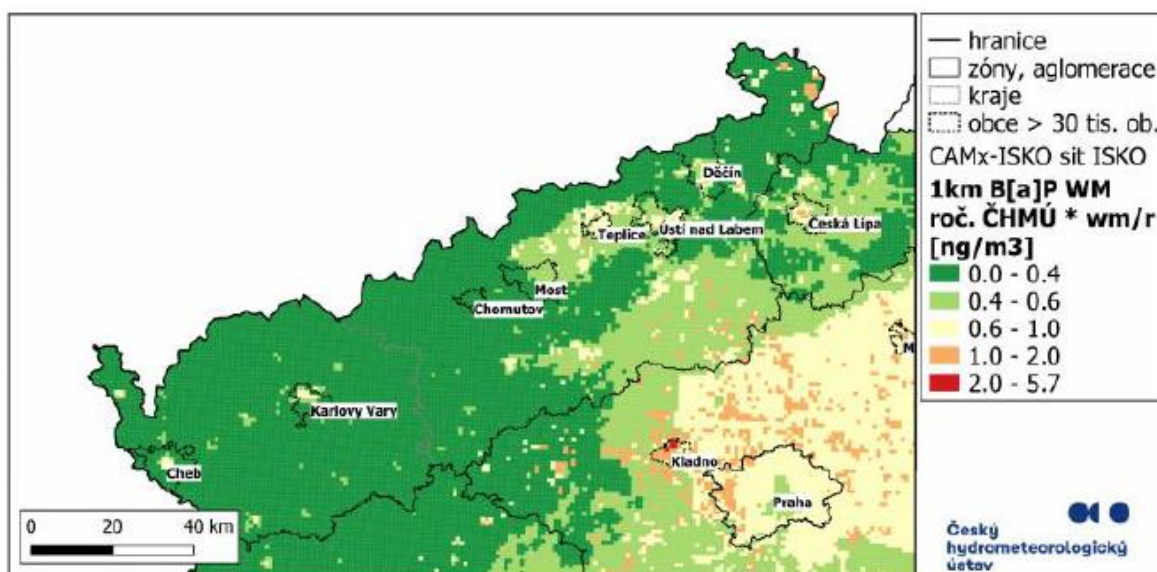 Děčín
Teplice
Ústí nad Labem
Česká Lípa
Most
Chomutov
Karlovy Vary
Cheb
Kladno
Praha
M
0 20 40 km
hranice
zóny, aglomerace
kraje
obce > 30 tis. ob.
CAMx-ISKO sit ISKO
1km B[a]P WM
roč. ČHMÚ * wm/r
[ng/m3]
0.0 - 0.4
0.4 - 0.6
0.6 - 1.0
1.0 - 2.0
2.0 - 5.7
Český
hydrometeorologický
ústav